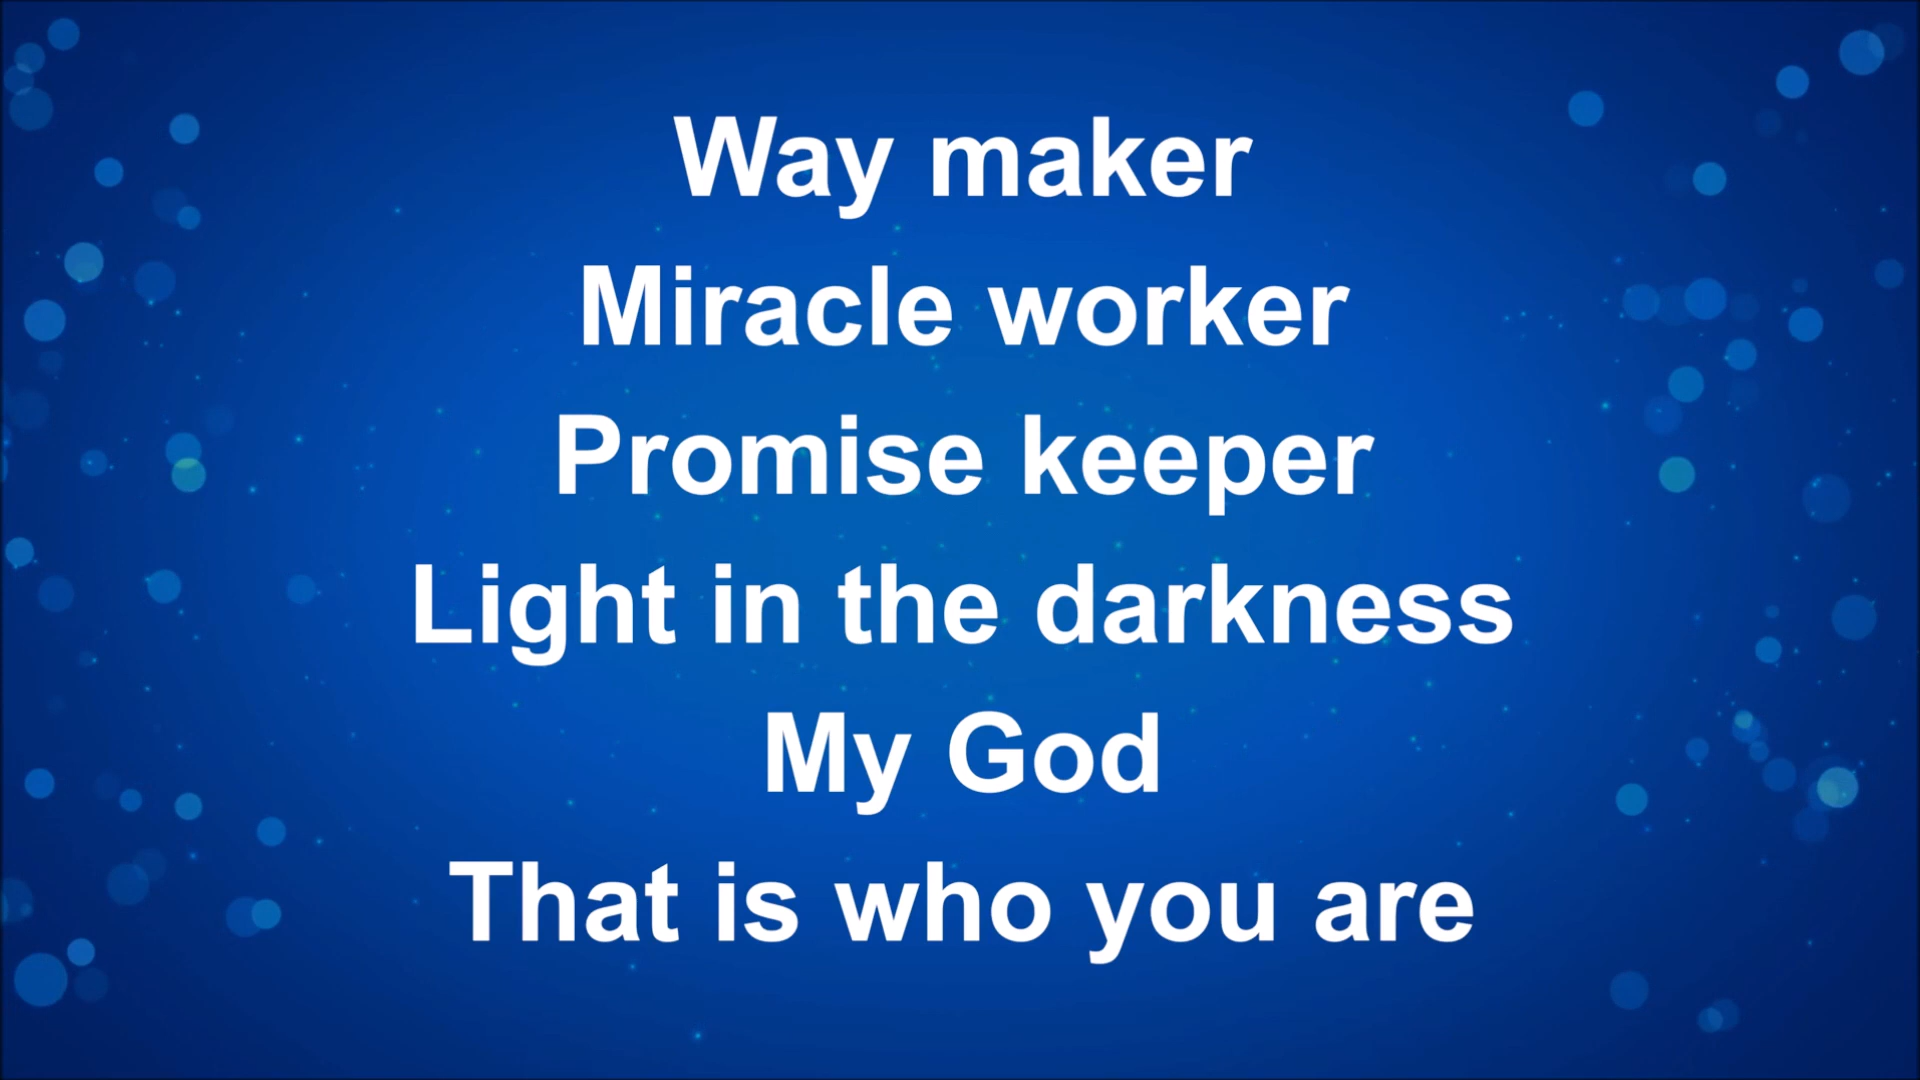 Way maker
Miracle worker
Promise keeper
Light in the darkness
My God
That is who you are